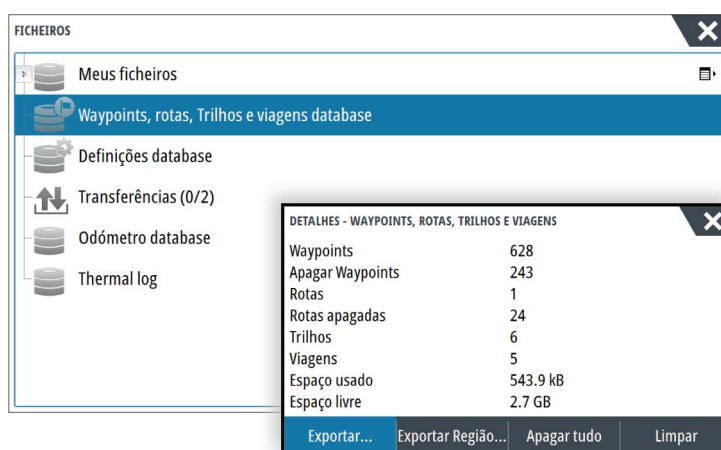 FICHEIROS
Meus ficheiros
Waypoints, rotas, Trilhos e viagens database
Definições database
Transferências (0/2)
Odómetro database
Thermal log
DETALHES - WAYPOINTS, ROTAS, TRILHOS E VIAGENS
Waypoints 628
Apagar Waypoints 243
Rotas 1
Rotas apagadas 24
Trilhos 6
Viagens 5
Espaço usado 543.9 kB
Espaço livre 2.7 GB
Exportar... Exportar Região... Apagar tudo Limpar